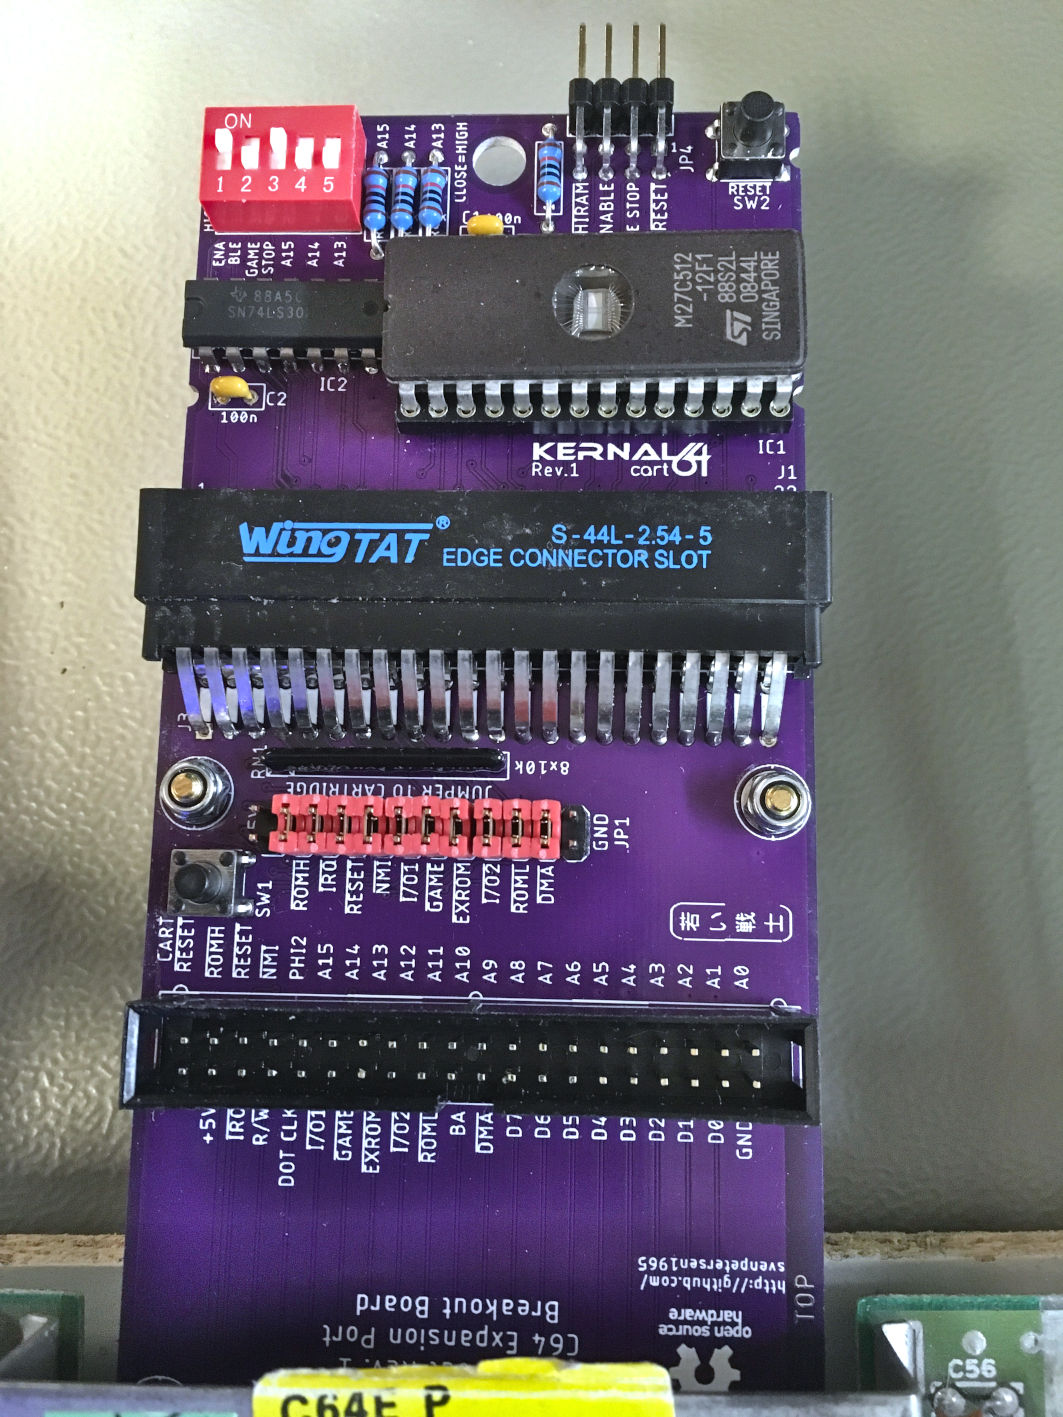 ON
1 2 3 4 5
ENA
BLE
GAME
STOP
A15
A14
A13
A15
A14
A13
CLOSE=HIGH
HIRAM
STOP
RESET
1
JP4
RESET
SW2
88A5C
SN74LS30
IC2
C2
100n
M27C512
-12F1
88S2L
0844L
SINGAPORE
ST
IC1
KERNAL64
Rev.1 cart
J1
WingTAT®
S-44L-2.54-5
EDGE CONNECTOR SLOT
J3
RN1
8x10k
JUMPER TO CARTRIDGE
ROMH
IRQ
RESET
NMI
I/O1
GAME
EXROM
I/O2
ROML
DMA
GND
JP1
SW1
CART
RESET
若い戦士
ROMH
RESET
NMI
PHI2
A15
A14
A13
A12
A11
A10
A9
A8
A7
A6
A5
A4
A3
A2
A1
A0
+5V
IRQ
R/W
DOT CLK
I/O1
GAME
EXROM
I/O2
ROML
BA
DMA
D7
D6
D5
D4
D3
D2
D1
D0
GND
C64 Expansion Port
Breakout Board
http://github.com/
svenpetersen1965
open source
hardware
TOP
C56
C64E P